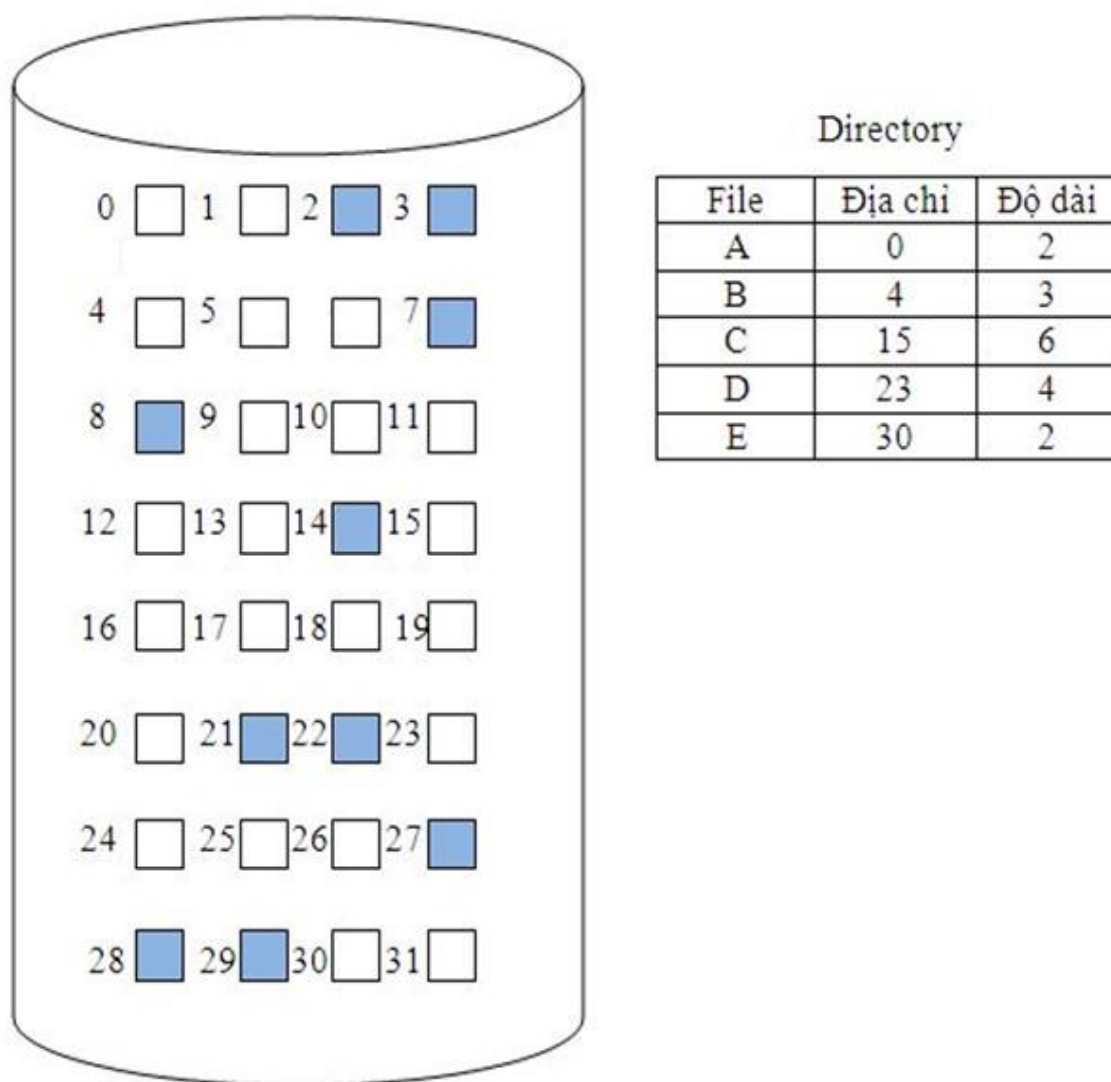 0 1 2 3
4 5 7
8 9 10 11
12 13 14 15
16 17 18 19
20 21 22 23
24 25 26 27
28 29 30 31
Directory
File Địa chỉ Độ dài
A 0 2
B 4 3
C 15 6
D 23 4
E 30 2